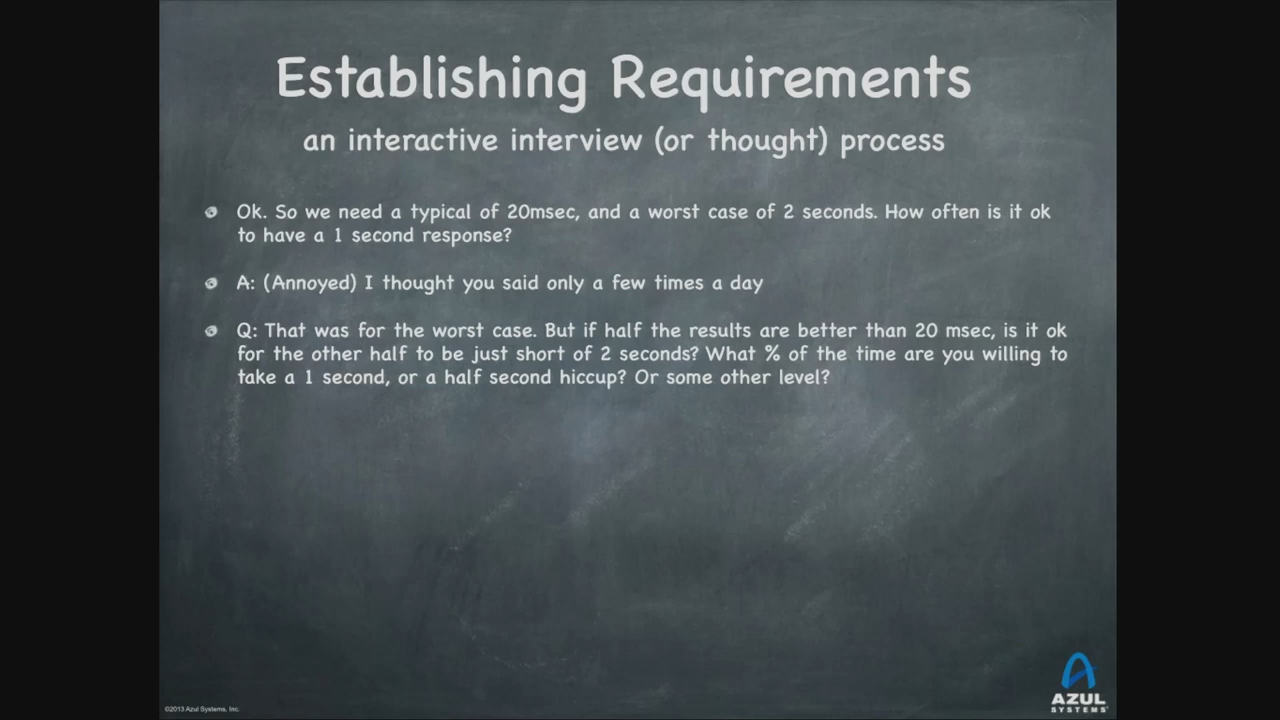 Establishing Requirements
an interactive interview (or thought) process
Ok. So we need a typical of 20msec, and a worst case of 2 seconds. How often is it ok
to have a 1 second response?
A: (Annoyed) I thought you said only a few times a day
Q: That was for the worst case. But if half the results are better than 20 msec, is it ok
for the other half to be just short of 2 seconds? What % of the time are you willing to
take a 1 second, or a half second hiccup? Or some other level?
©2013 Azul Systems, Inc.
AZUL
SYSTEMS